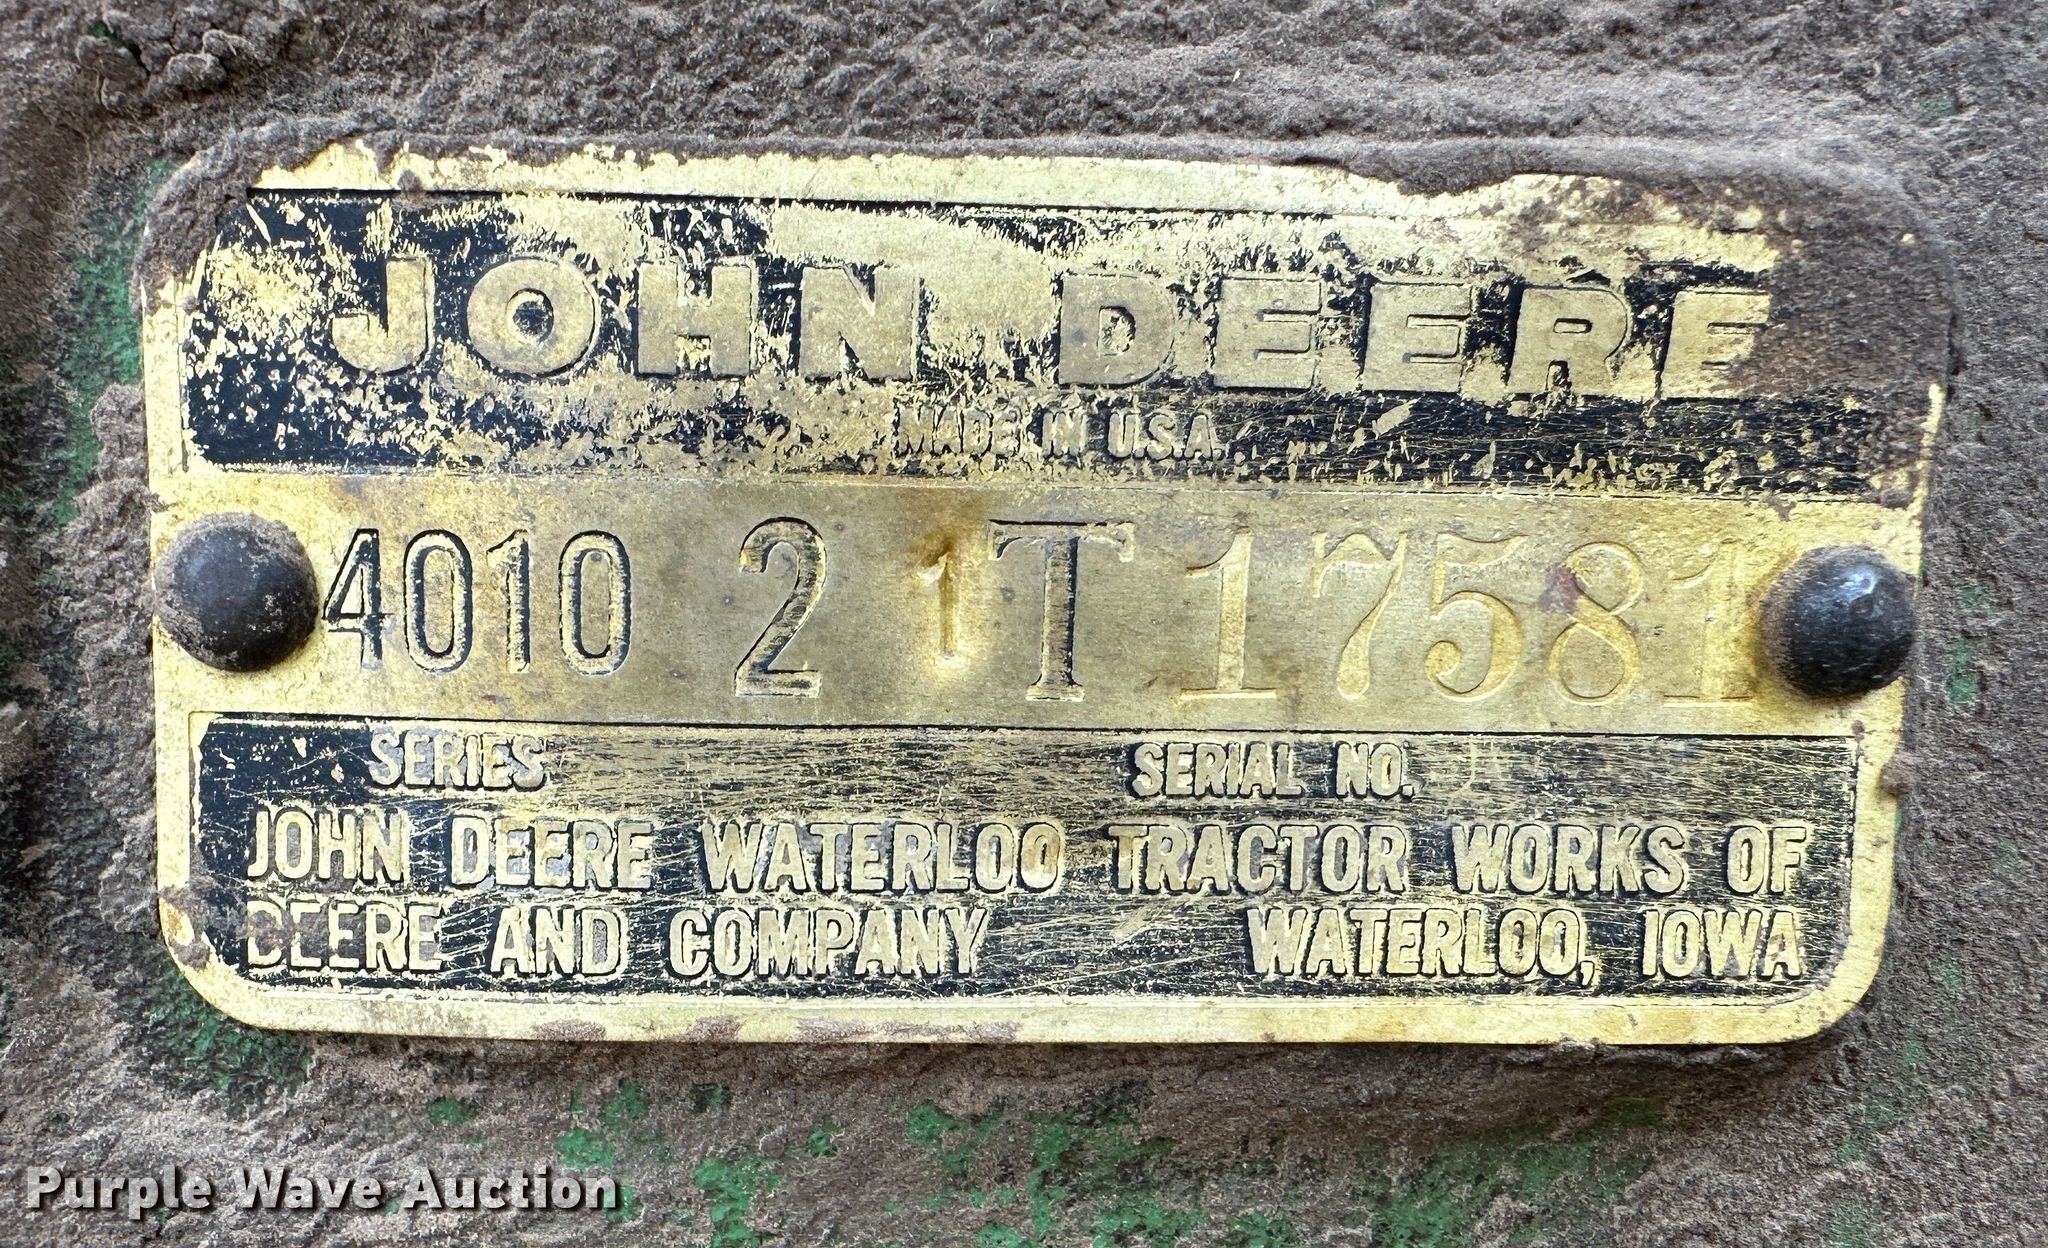 JOHN DEERE
MADE IN U.S.A.
4010 2 1T 17581
SERIES SERIAL NO.
JOHN DEERE WATERLOO TRACTOR WORKS OF
DEERE AND COMPANY WATERLOO, IOWA
Purple Wave Auction